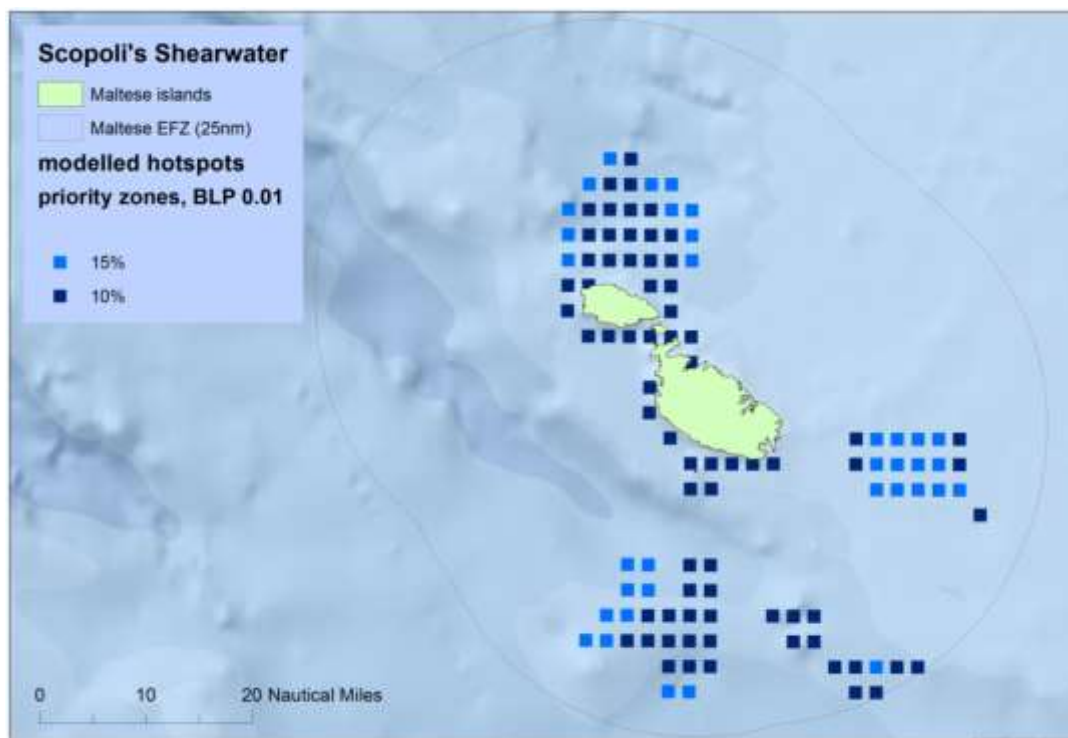 Scopoli's Shearwater
Maltese islands
Maltese EFZ (25nm)
modelled hotspots
priority zones, BLP 0.01
15%
10%
0 10 20 Nautical Miles